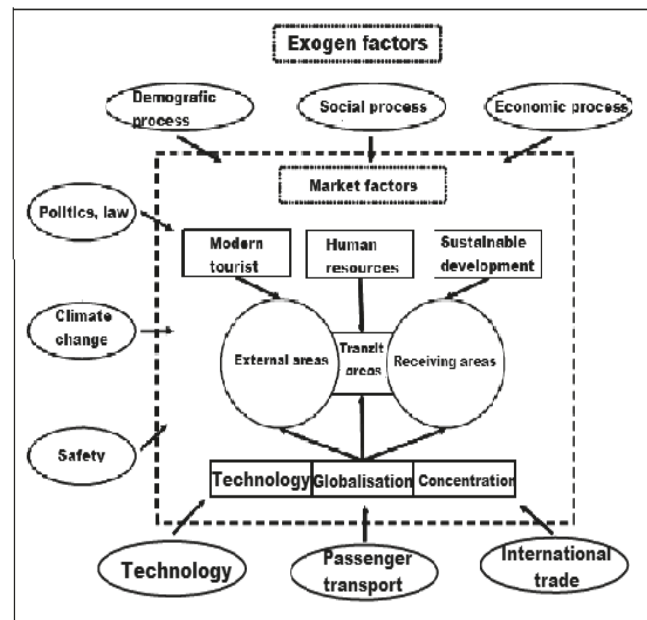 Exogen factors
Demografic
process
Social process
Economic process
Market factors
Politics, law
Modern
tourist
Human
resources
Sustainable
development
Climate
change
External areas
Tranzit
areas
Receiving areas
Safety
Technology
Globalisation
Concentration
Technology
Passenger
transport
International
trade